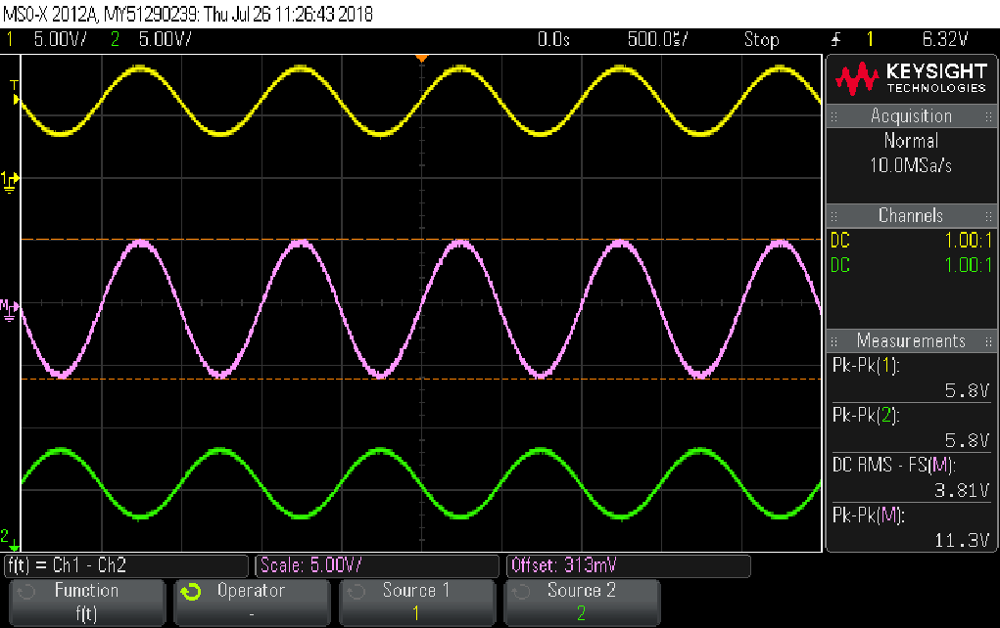 MSO-X 2012A, MY51290239: Thu Jul 26 11:26:43 2018
1 5.00V/ 2 5.00V/ 0.0s 500.0µs/ Stop 1 6.32V
KEYSIGHT
TECHNOLOGIES
Acquisition
Normal
10.0MSa/s
Channels
DC 1.00:1
DC 1.00:1
Measurements
Pk-Pk(1):
5.8V
Pk-Pk(2):
5.8V
DC RMS - FS(M):
3.81V
Pk-Pk(M):
11.3V
T
1
M
2
f(t) = Ch1 - Ch2 Scale: 5.00V/ Offset: 313mV
Function Operator Source 1 Source 2
f(t) - 1 2